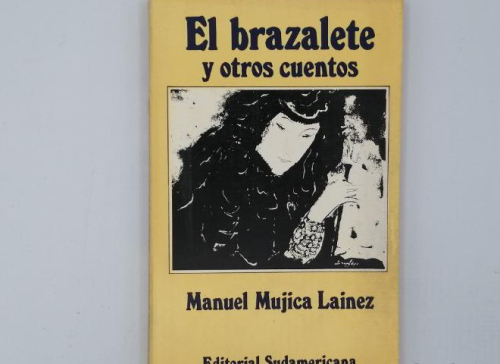 El brazalete
y otros cuentos
Manuel Mujica Lainez
Editorial Sudamericana